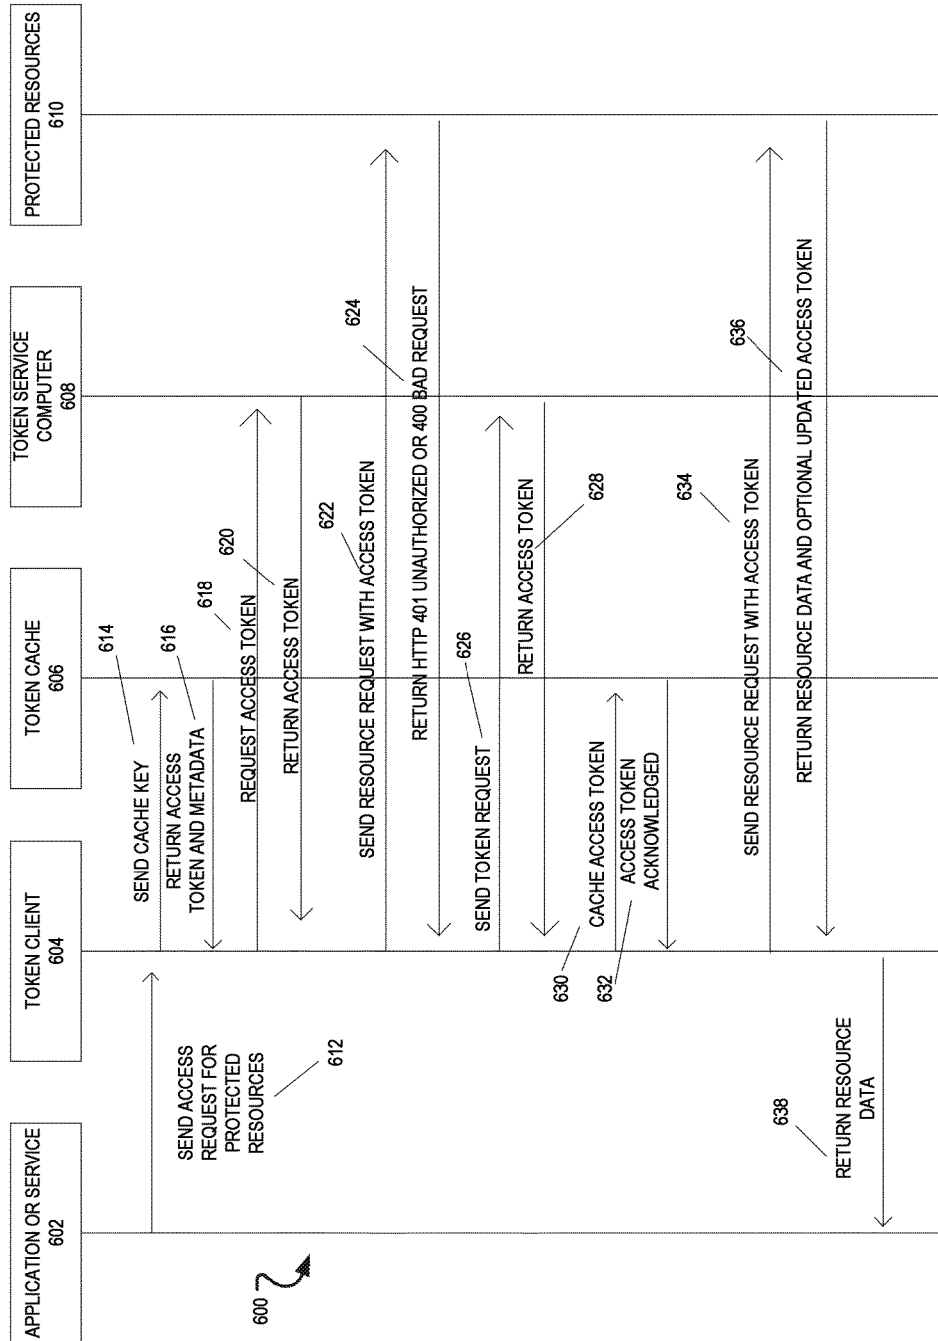 APPLICATION OR SERVICE
602
TOKEN CLIENT
604
TOKEN CACHE
606
TOKEN SERVICE
COMPUTER
608
PROTECTED RESOURCES
610
600
SEND ACCESS
REQUEST FOR
PROTECTED
RESOURCES
612
SEND CACHE KEY
614
RETURN ACCESS
TOKEN AND METADATA
616
REQUEST ACCESS TOKEN
618
RETURN ACCESS TOKEN
620
SEND RESOURCE REQUEST WITH ACCESS TOKEN
622
RETURN HTTP 401 UNAUTHORIZED OR 400 BAD REQUEST
624
SEND TOKEN REQUEST
626
RETURN ACCESS TOKEN
628
CACHE ACCESS TOKEN
630
ACCESS TOKEN
ACKNOWLEDGED
632
SEND RESOURCE REQUEST WITH ACCESS TOKEN
634
RETURN RESOURCE DATA AND OPTIONAL UPDATED ACCESS TOKEN
636
RETURN RESOURCE
DATA
638